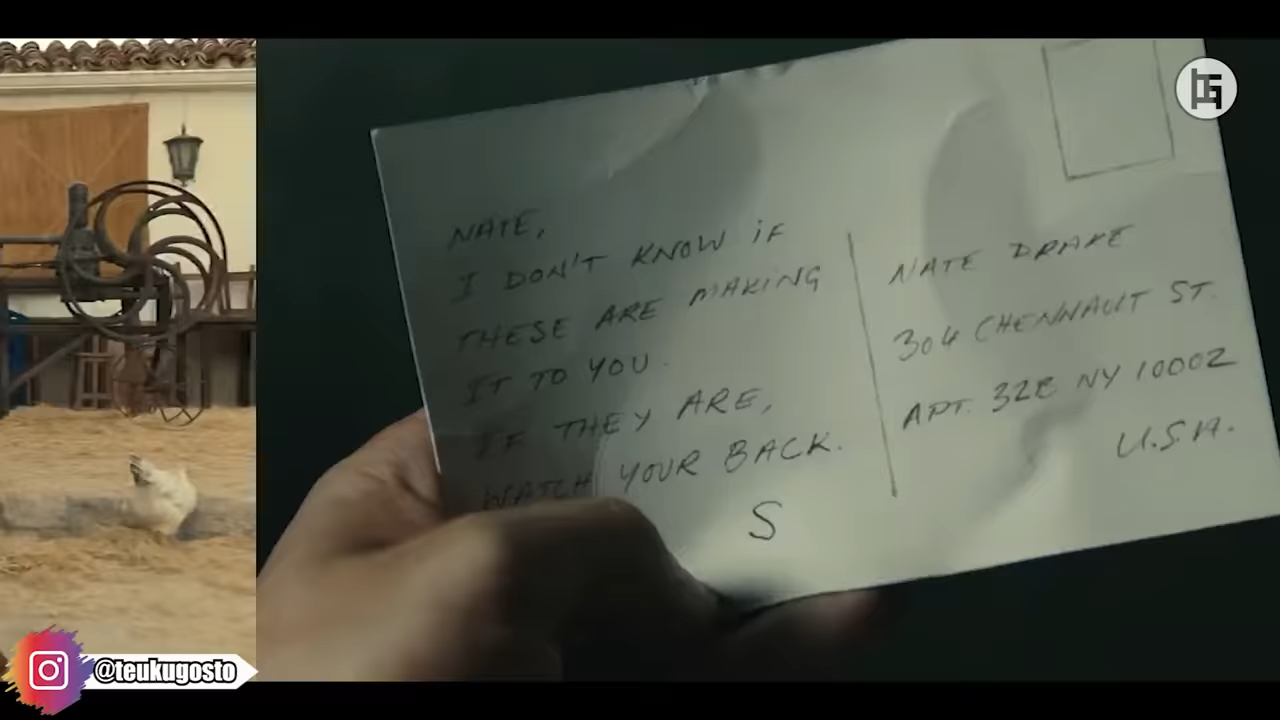 NATE,
I DON'T KNOW IF
THESE ARE MAKING
IT TO YOU.
IF THEY ARE,
WATCH YOUR BACK.
S
NATE DRAKE
304 CHENNAULT ST.
APT. 32E NY 10002
U.S.A.
@teukugosto